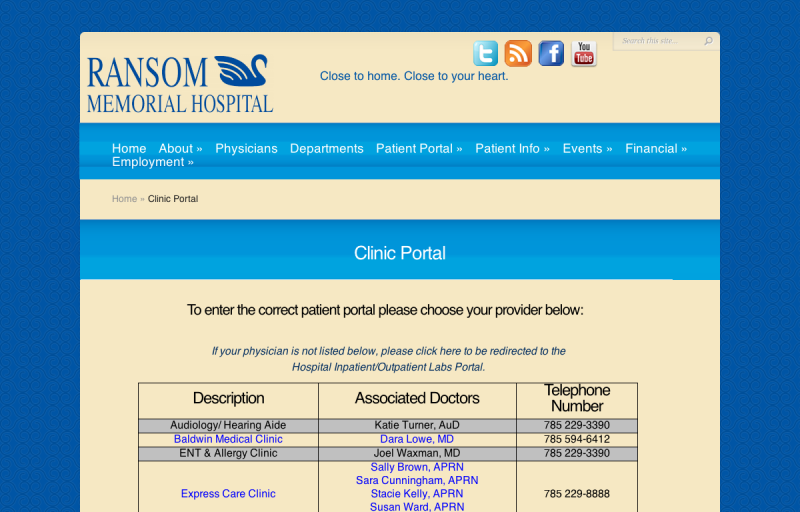 RANSOM
MEMORIAL HOSPITAL
Close to home. Close to your heart.
You
Tube
Search this site...
Home About » Physicians Departments Patient Portal » Patient Info » Events » Financial »
Employment »
Home » Clinic Portal
Clinic Portal
To enter the correct patient portal please choose your provider below:
If your physician is not listed below, please click here to be redirected to the
Hospital Inpatient/Outpatient Labs Portal.
Description Associated Doctors Telephone
Number
Audiology/ Hearing Aide Katie Turner, AuD 785 229-3390
Baldwin Medical Clinic Dara Lowe, MD 785 594-6412
ENT & Allergy Clinic Joel Waxman, MD 785 229-3390
Express Care Clinic
Sally Brown, APRN
Sara Cunningham, APRN
Stacie Kelly, APRN
Susan Ward, APRN
785 229-8888